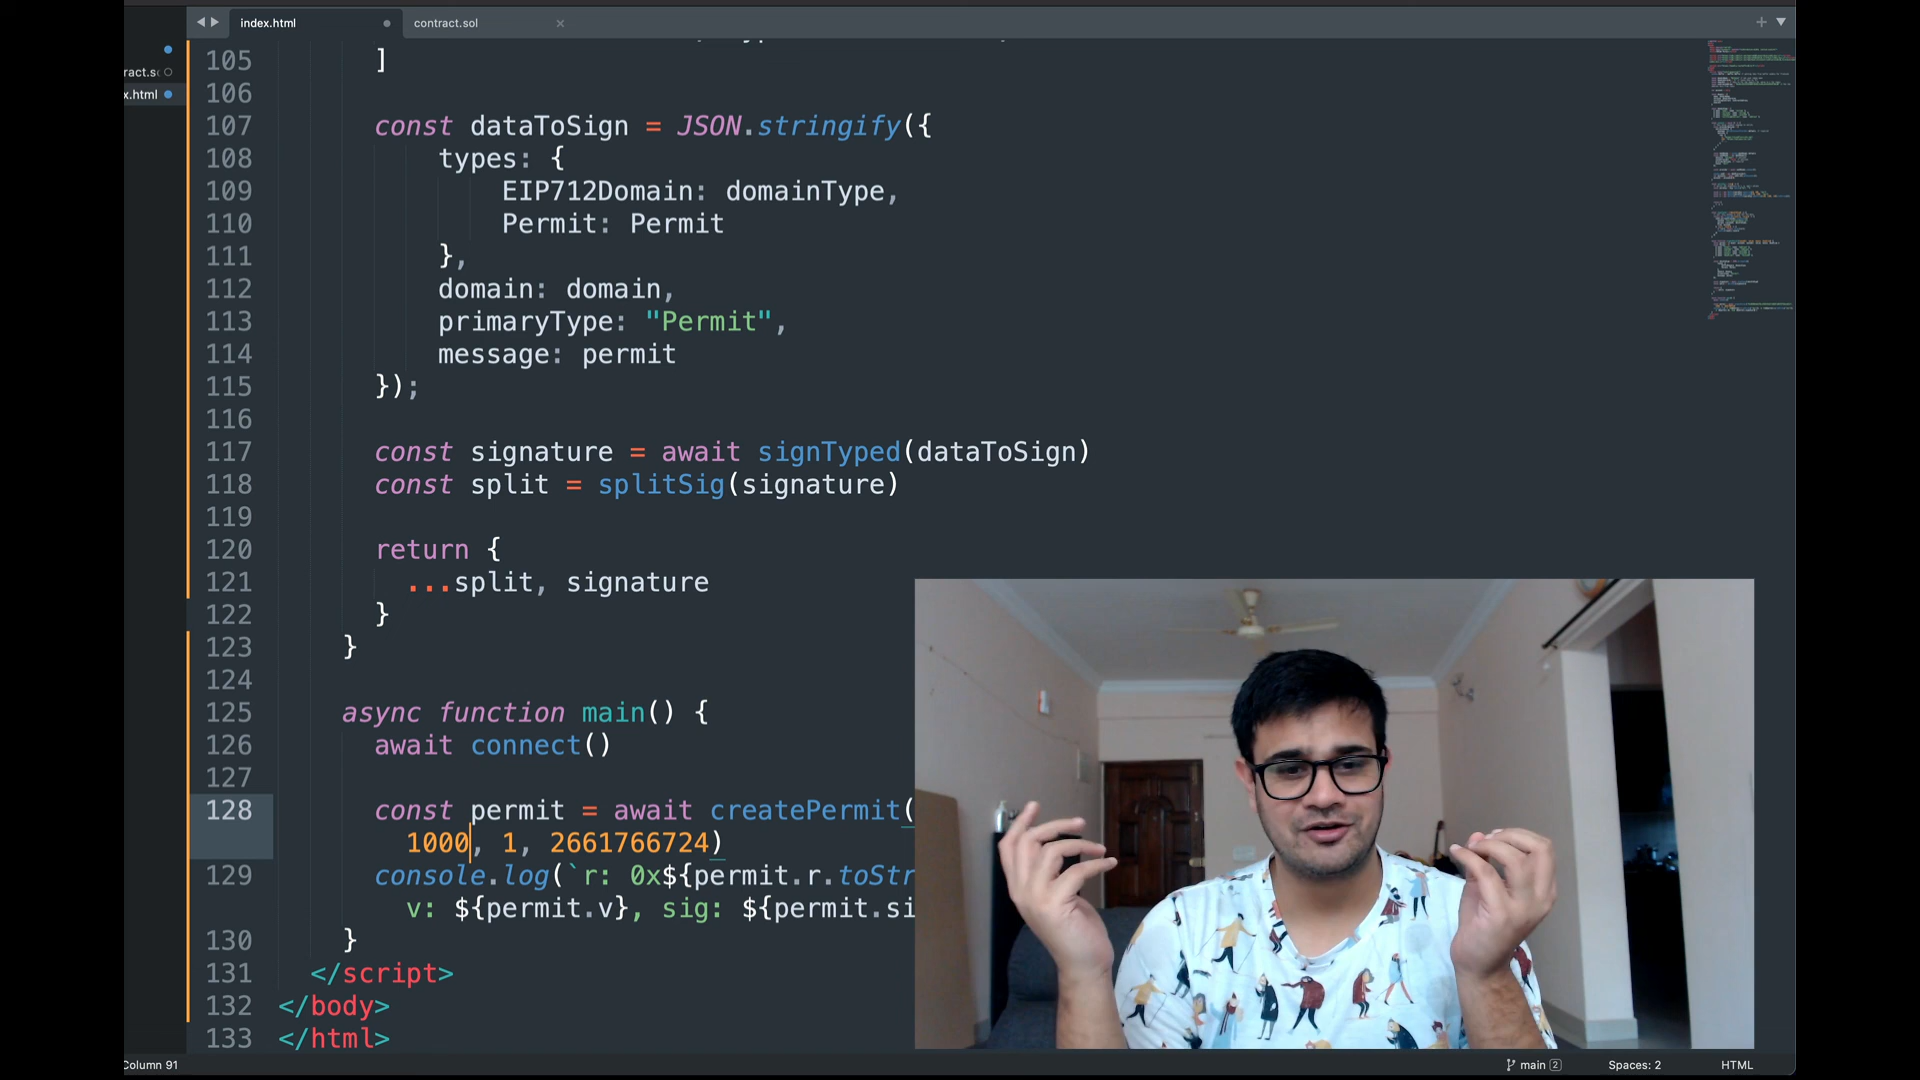 index.html
contract.sol
ract.s
x.html
105 ]
106
107 const dataToSign = JSON.stringify({
108 types: {
109 EIP712Domain: domainType,
110 Permit: Permit
111 },
112 domain: domain,
113 primaryType: "Permit",
114 message: permit
115 });
116
117 const signature = await signTyped(dataToSign)
118 const split = splitSig(signature)
119
120 return {
121 ...split, signature
122 }
123 }
124
125 async function main() {
126 await connect()
127
128 const permit = await createPermit(
1000, 1, 2661766724)
129 console.log(`r: 0x${permit.r.toStr
v: ${permit.v}, sig: ${permit.si
130 }
131 </script>
132 </body>
133 </html>
Column 91
main 2
Spaces: 2
HTML